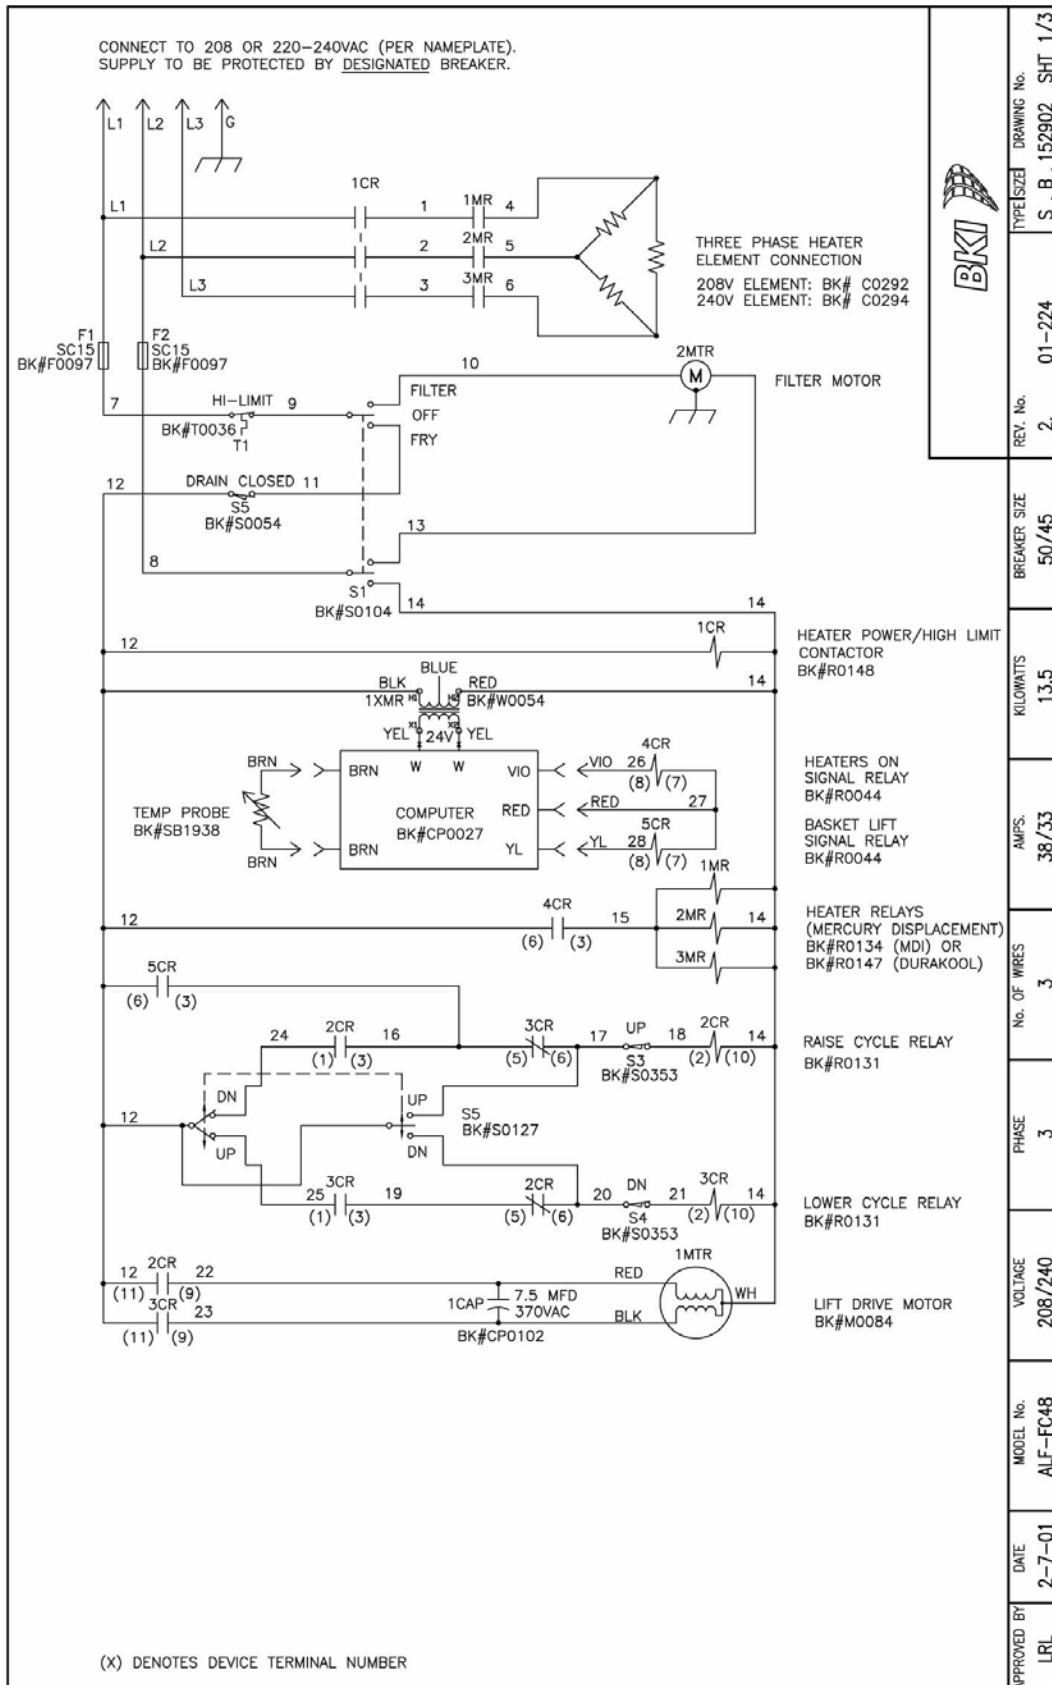 CONNECT TO 208 OR 220-240VAC (PER NAMEPLATE).
SUPPLY TO BE PROTECTED BY DESIGNATED BREAKER.
L1 L2 L3 G
1CR
L1 1 1MR 4
L2 2 2MR 5
L3 3 3MR 6
THREE PHASE HEATER
ELEMENT CONNECTION
208V ELEMENT: BK# C0292
240V ELEMENT: BK# C0294
F1
SC15
BK#F0097
F2
SC15
BK#F0097
10
2MTR
M
FILTER MOTOR
7
HI-LIMIT
9
BK#T0036
T1
FILTER
OFF
FRY
12
DRAIN CLOSED
11
S5
BK#S0054
13
8
S1
BK#S0104
14
14
12
1CR
HEATER POWER/HIGH LIMIT
CONTACTOR
BK#R0148
BLUE
BLK
RED
14
1XMR
H1
BK#W0054
X1
X2
YEL
24V
YEL
BRN
BRN
W W
VIO
VIO
26
4CR
(8) (7)
HEATERS ON
SIGNAL RELAY
BK#R0044
TEMP PROBE
BK#SB1938
COMPUTER
BK#CP0027
RED
RED
27
BRN
BRN
YL
YL
28
5CR
(8) (7)
BASKET LIFT
SIGNAL RELAY
BK#R0044
1MR
12
4CR
(6) (3)
15
2MR
14
3MR
HEATER RELAYS
(MERCURY DISPLACEMENT)
BK#R0134 (MDI) OR
BK#R0147 (DURAKOOL)
5CR
(6) (3)
24
2CR
(1) (3)
16
3CR
(5) (6)
17
UP
S3
BK#S0353
18
2CR
(2) (10)
14
RAISE CYCLE RELAY
BK#R0131
DN
UP
12
UP
DN
S5
BK#S0127
25
3CR
(1) (3)
19
2CR
(5) (6)
20
DN
S4
BK#S0353
21
3CR
(2) (10)
14
LOWER CYCLE RELAY
BK#R0131
12
2CR
(11) (9)
22
3CR
(11) (9)
23
1CAP
7.5 MFD
370VAC
BK#CP0102
RED
BLK
1MTR
WH
LIFT DRIVE MOTOR
BK#M0084
(X) DENOTES DEVICE TERMINAL NUMBER
BKI
APPROVED BY LRL
DATE 2-7-01
MODEL No. ALF-FC48
VOLTAGE 208/240
PHASE 3
No. OF WIRES 3
AMPS. 38/33
KILOWATTS 13.5
BREAKER SIZE 50/45
REV. No. 2. 01-224
TYPE SIZE DRAWING No.
S B 152902 SHT 1/3